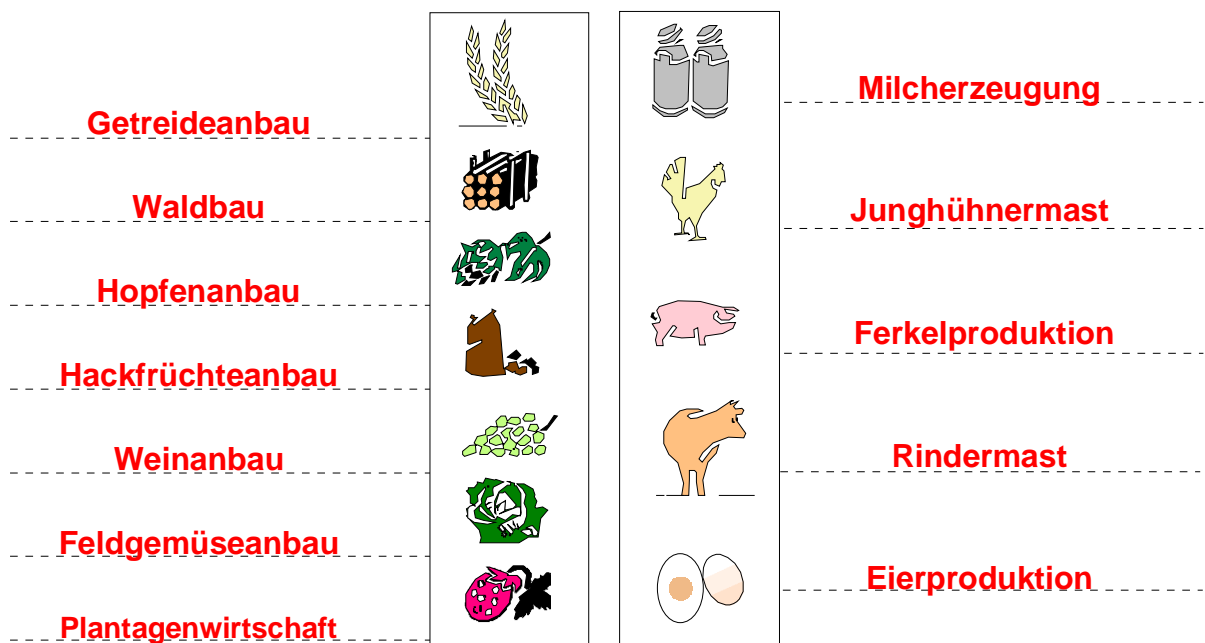 Getreideanbau
Waldbau
Hopfenanbau
Hackfrüchteanbau
Weinanbau
Feldgemüseanbau
Plantagenwirtschaft
Milcherzeugung
Junghühnermast
Ferkelproduktion
Rindermast
Eierproduktion